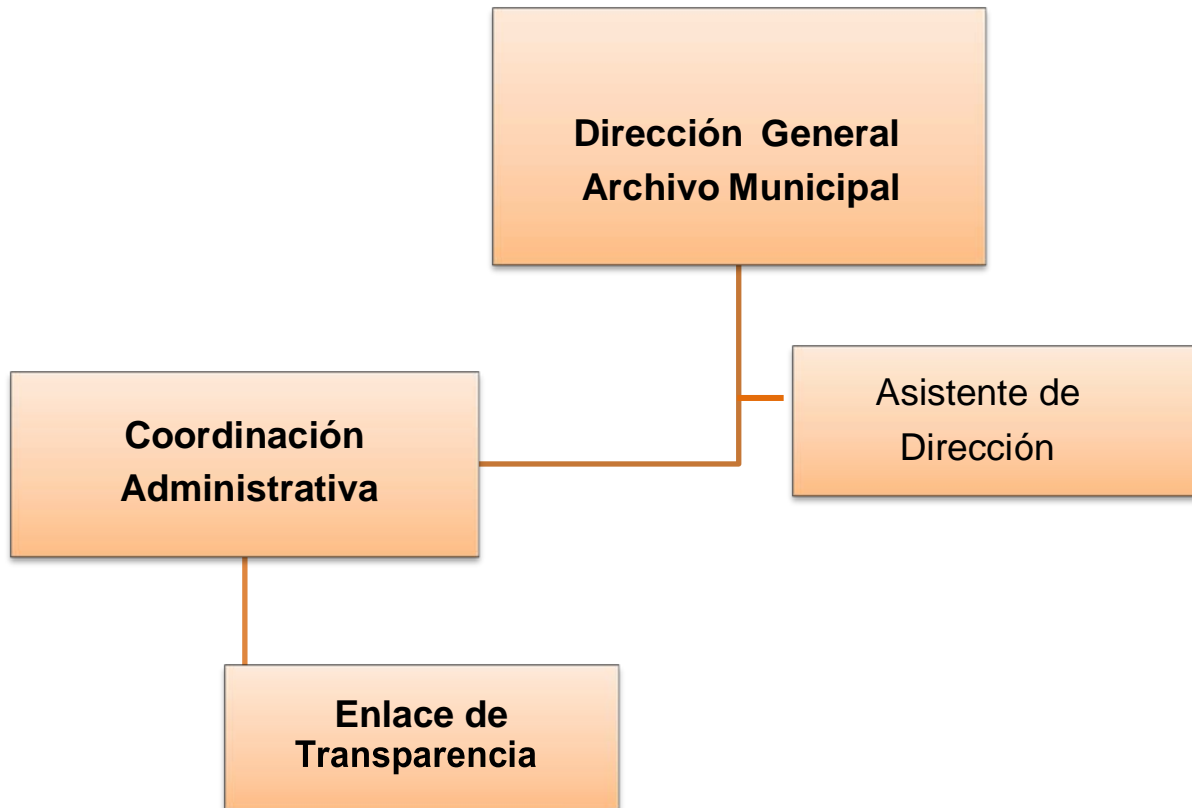 Dirección General
Archivo Municipal
Asistente de
Dirección
Coordinación
Administrativa
Enlace de
Transparencia